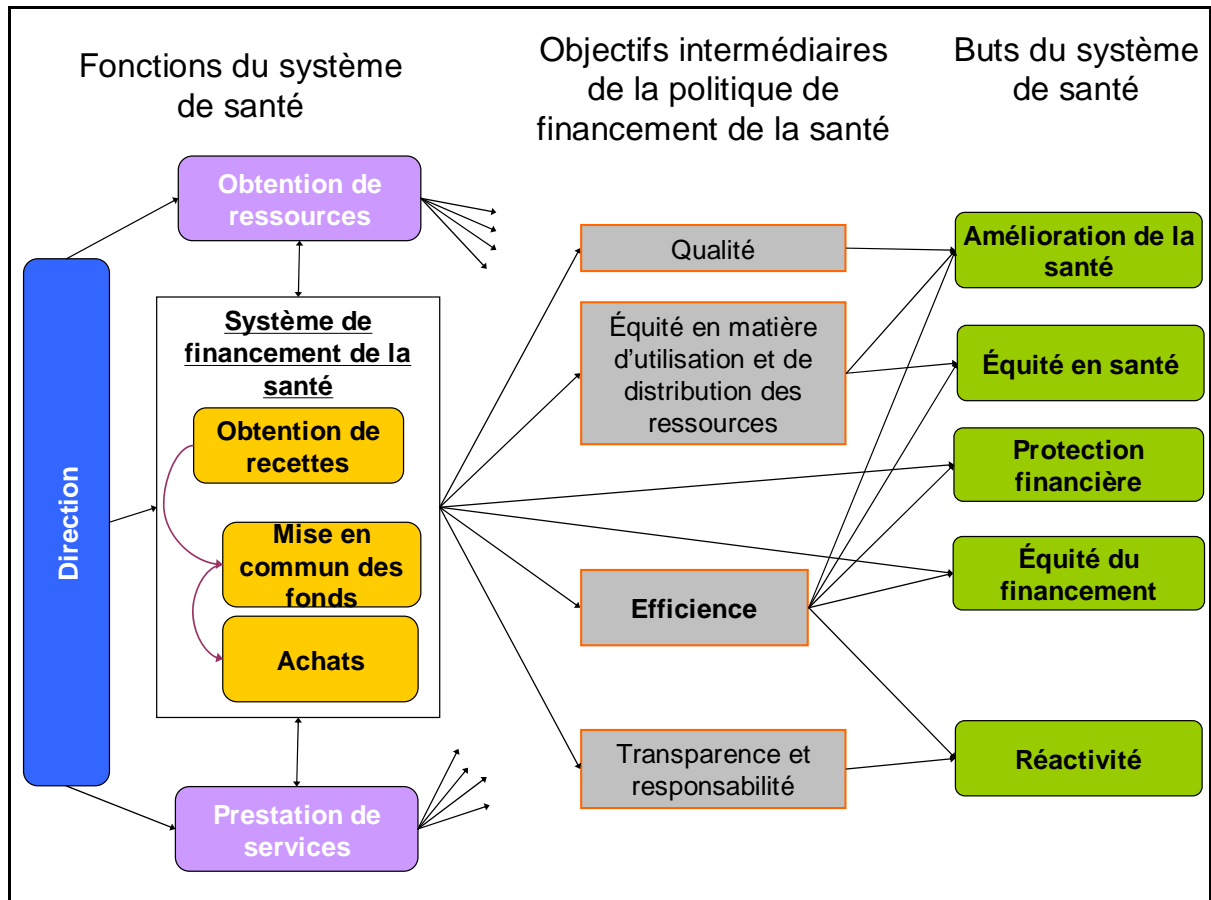 Fonctions du système
de santé
Objectifs intermédiaires
de la politique de
financement de la santé
Buts du système
de santé
Direction
Obtention de
ressources
Système de
financement de la
santé
Obtention de
recettes
Mise en
commun des
fonds
Achats
Prestation de
services
Qualité
Équité en matière
d’utilisation et de
distribution des
ressources
Efficience
Transparence et
responsabilité
Amélioration de la
santé
Équité en santé
Protection
financière
Équité du
financement
Réactivité